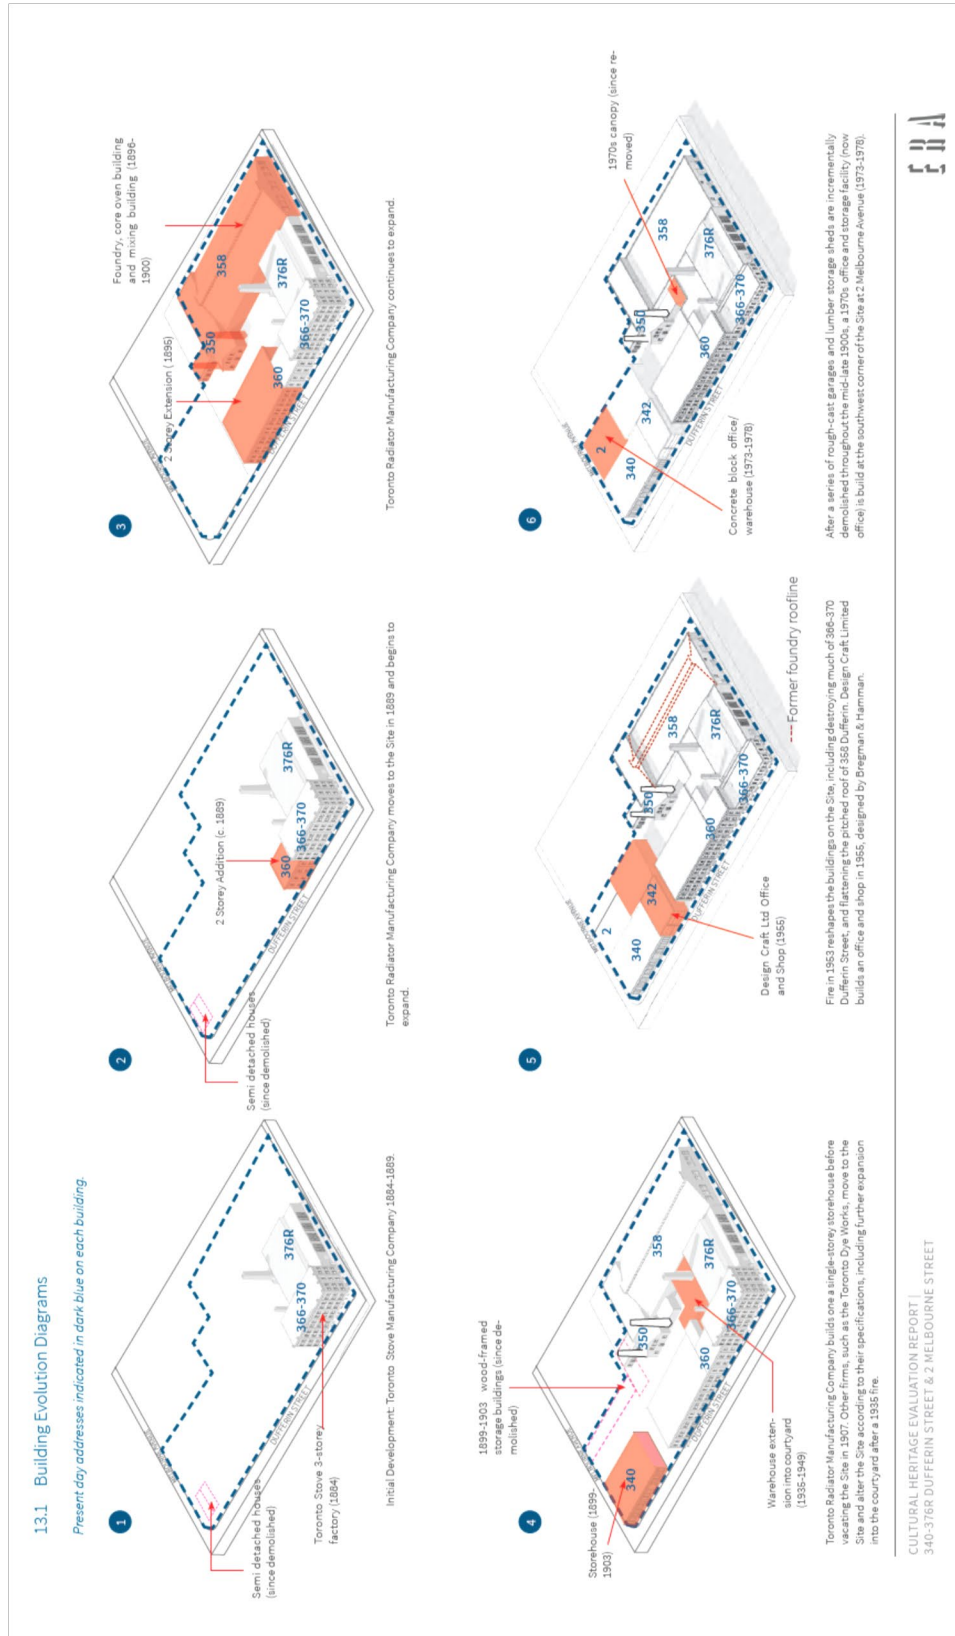 13.1 Building Evolution Diagrams
Present day addresses indicated in dark blue on each building.
1
Semi detached houses
(since demolished)
Toronto Stove 3-storey
factory (1884)
DUFFERIN STREET
366-370
376R
Initial Development: Toronto Stove Manufacturing Company 1884-1889.
2
Semi detached houses
(since demolished)
2 Storey Addition (c. 1889)
DUFFERIN STREET
360
366-370
376R
Toronto Radiator Manufacturing Company moves to the Site in 1889 and begins to
expand.
3
2 Storey Extension ( 1896)
Foundry, core oven building
and mixing building (1896-
1900)
350
358
360
376R
366-370
DUFFERIN STREET
Toronto Radiator Manufacturing Company continues to expand.
4
Storehouse (1899-
1903)
1899-1903 wood-framed
storage buildings (since de-
molished)
Warehouse exten-
sion into courtyard
(1936-1949)
340
350
358
360
376R
366-370
Toronto Radiator Manufacturing Company builds one a single-storey storehouse before
vacating the Site in 1907. Other firms, such as the Toronto Dye Works, move to the
Site and alter the Site according to their specifications, including further expansion
into the courtyard after a 1935 fire.
5
MELBOURNE AVENUE
2
340
342
350
358
360
376R
366-370
DUFFERIN STREET
Design Craft Ltd Office
and Shop (1955)
Former foundry roofline
Fire in 1953 reshapes the buildings on the Site, including destroying much of 366-370
Dufferin Street, and flattening the pitched roof of 358 Dufferin. Design Craft Limited
builds an office and shop in 1955, designed by Bregman & Hamman.
6
2
340
342
350
358
360
376R
366-370
DUFFERIN STREET
1970s canopy (since re-
moved)
Concrete block office/
warehouse (1973-1978)
After a series of rough-cast garages and lumber storage sheds are incrementally
demolished throughout the mid-late 1900s, a 1970s office and storage facility (now
office) is build at the southwest corner of the Site at 2 Melbourne Avenue (1973-1978).
CULTURAL HERITAGE EVALUATION REPORT |
340-376R DUFFERIN STREET & 2 MELBOURNE STREET
ERA